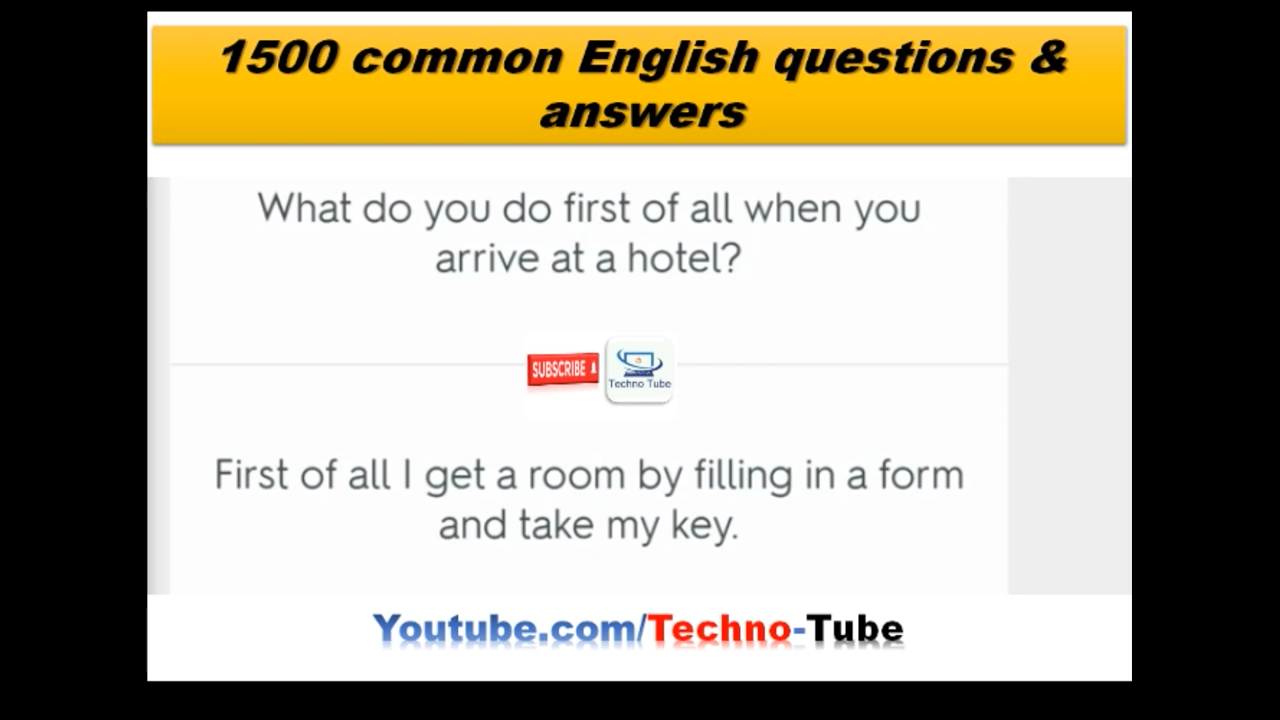 1500 common English questions &
answers
What do you do first of all when you
arrive at a hotel?
SUBSCRIBE
Techno Tube
First of all I get a room by filling in a form
and take my key.
Youtube.com/Techno-Tube